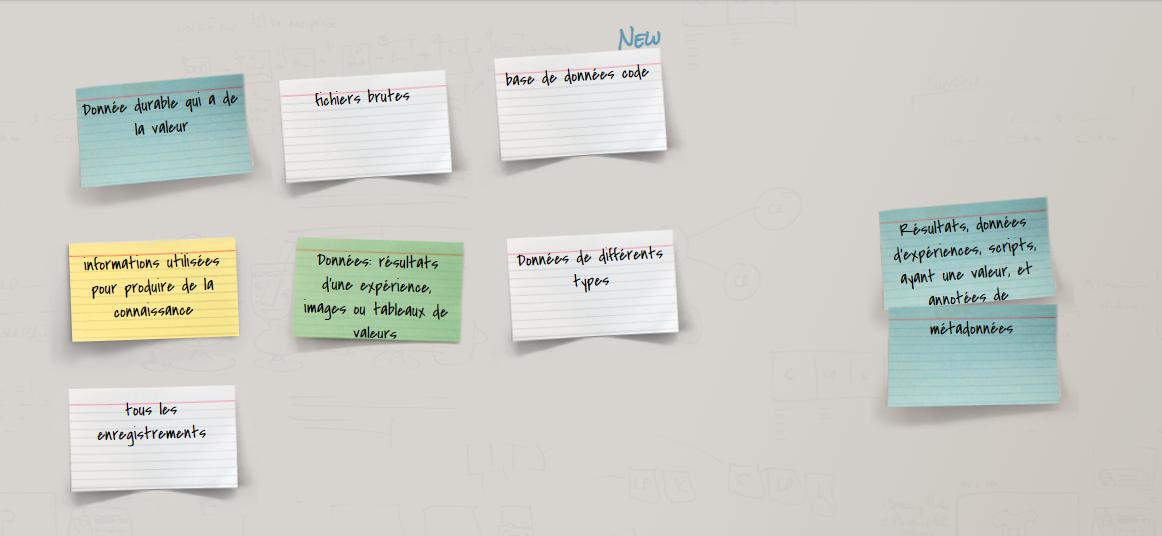 New
Donnée durable qui a de
la valeur
fichiers brutes
base de données code
informations utilisées
pour produire de la
connaissance
Données: résultats
d'une expérience,
images ou tableaux de
valeurs
Données de différents
types
Résultats, données
d'expériences, scripts,
ayant une valeur, et
annotées de
métadonnées
tous les
enregistrements